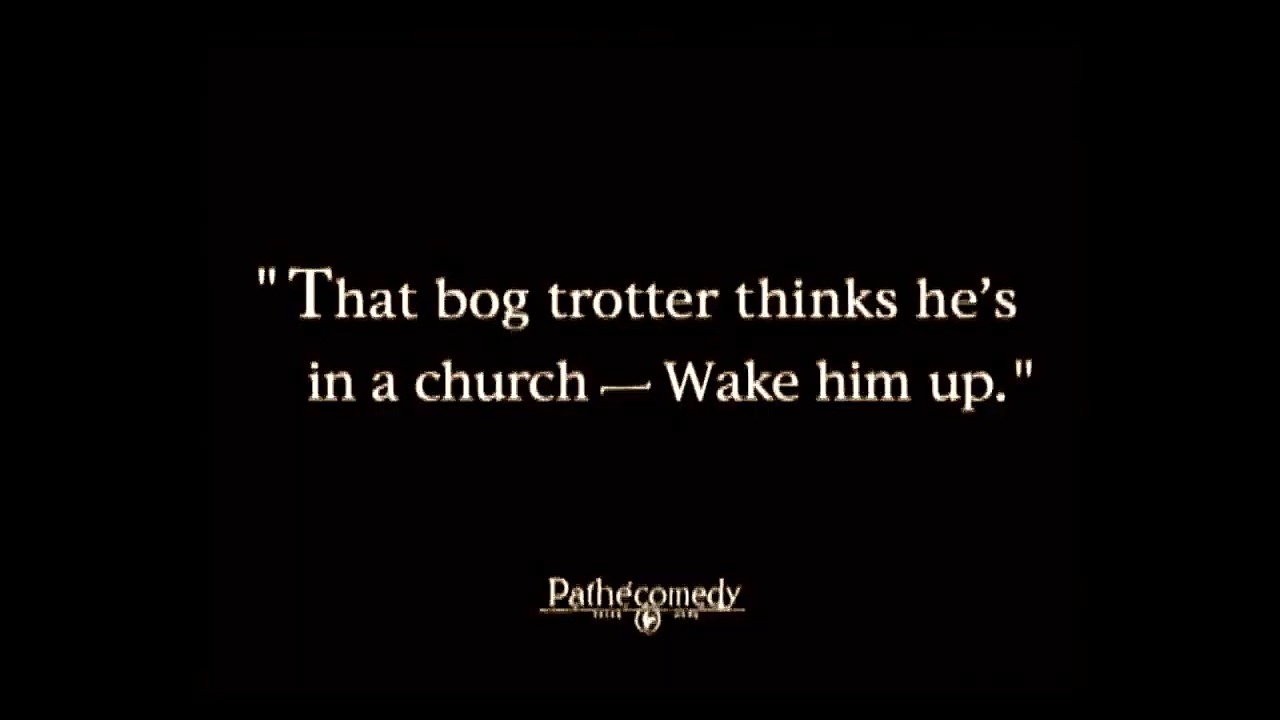 "That bog trotter thinks he's
in a church — Wake him up."
Pathécomedy